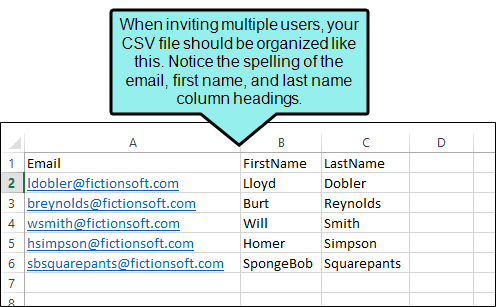 When inviting multiple users, your
CSV file should be organized like
this. Notice the spelling of the
email, first name, and last name
column headings.
A B C D
1 Email FirstName LastName
2 ldobler@fictionsoft.com Lloyd Dobler
3 breynolds@fictionsoft.com Burt Reynolds
4 wsmith@fictionsoft.com Will Smith
5 hsimpson@fictionsoft.com Homer Simpson
6 sbsquarepants@fictionsoft.com SpongeBob Squarepants
7
8